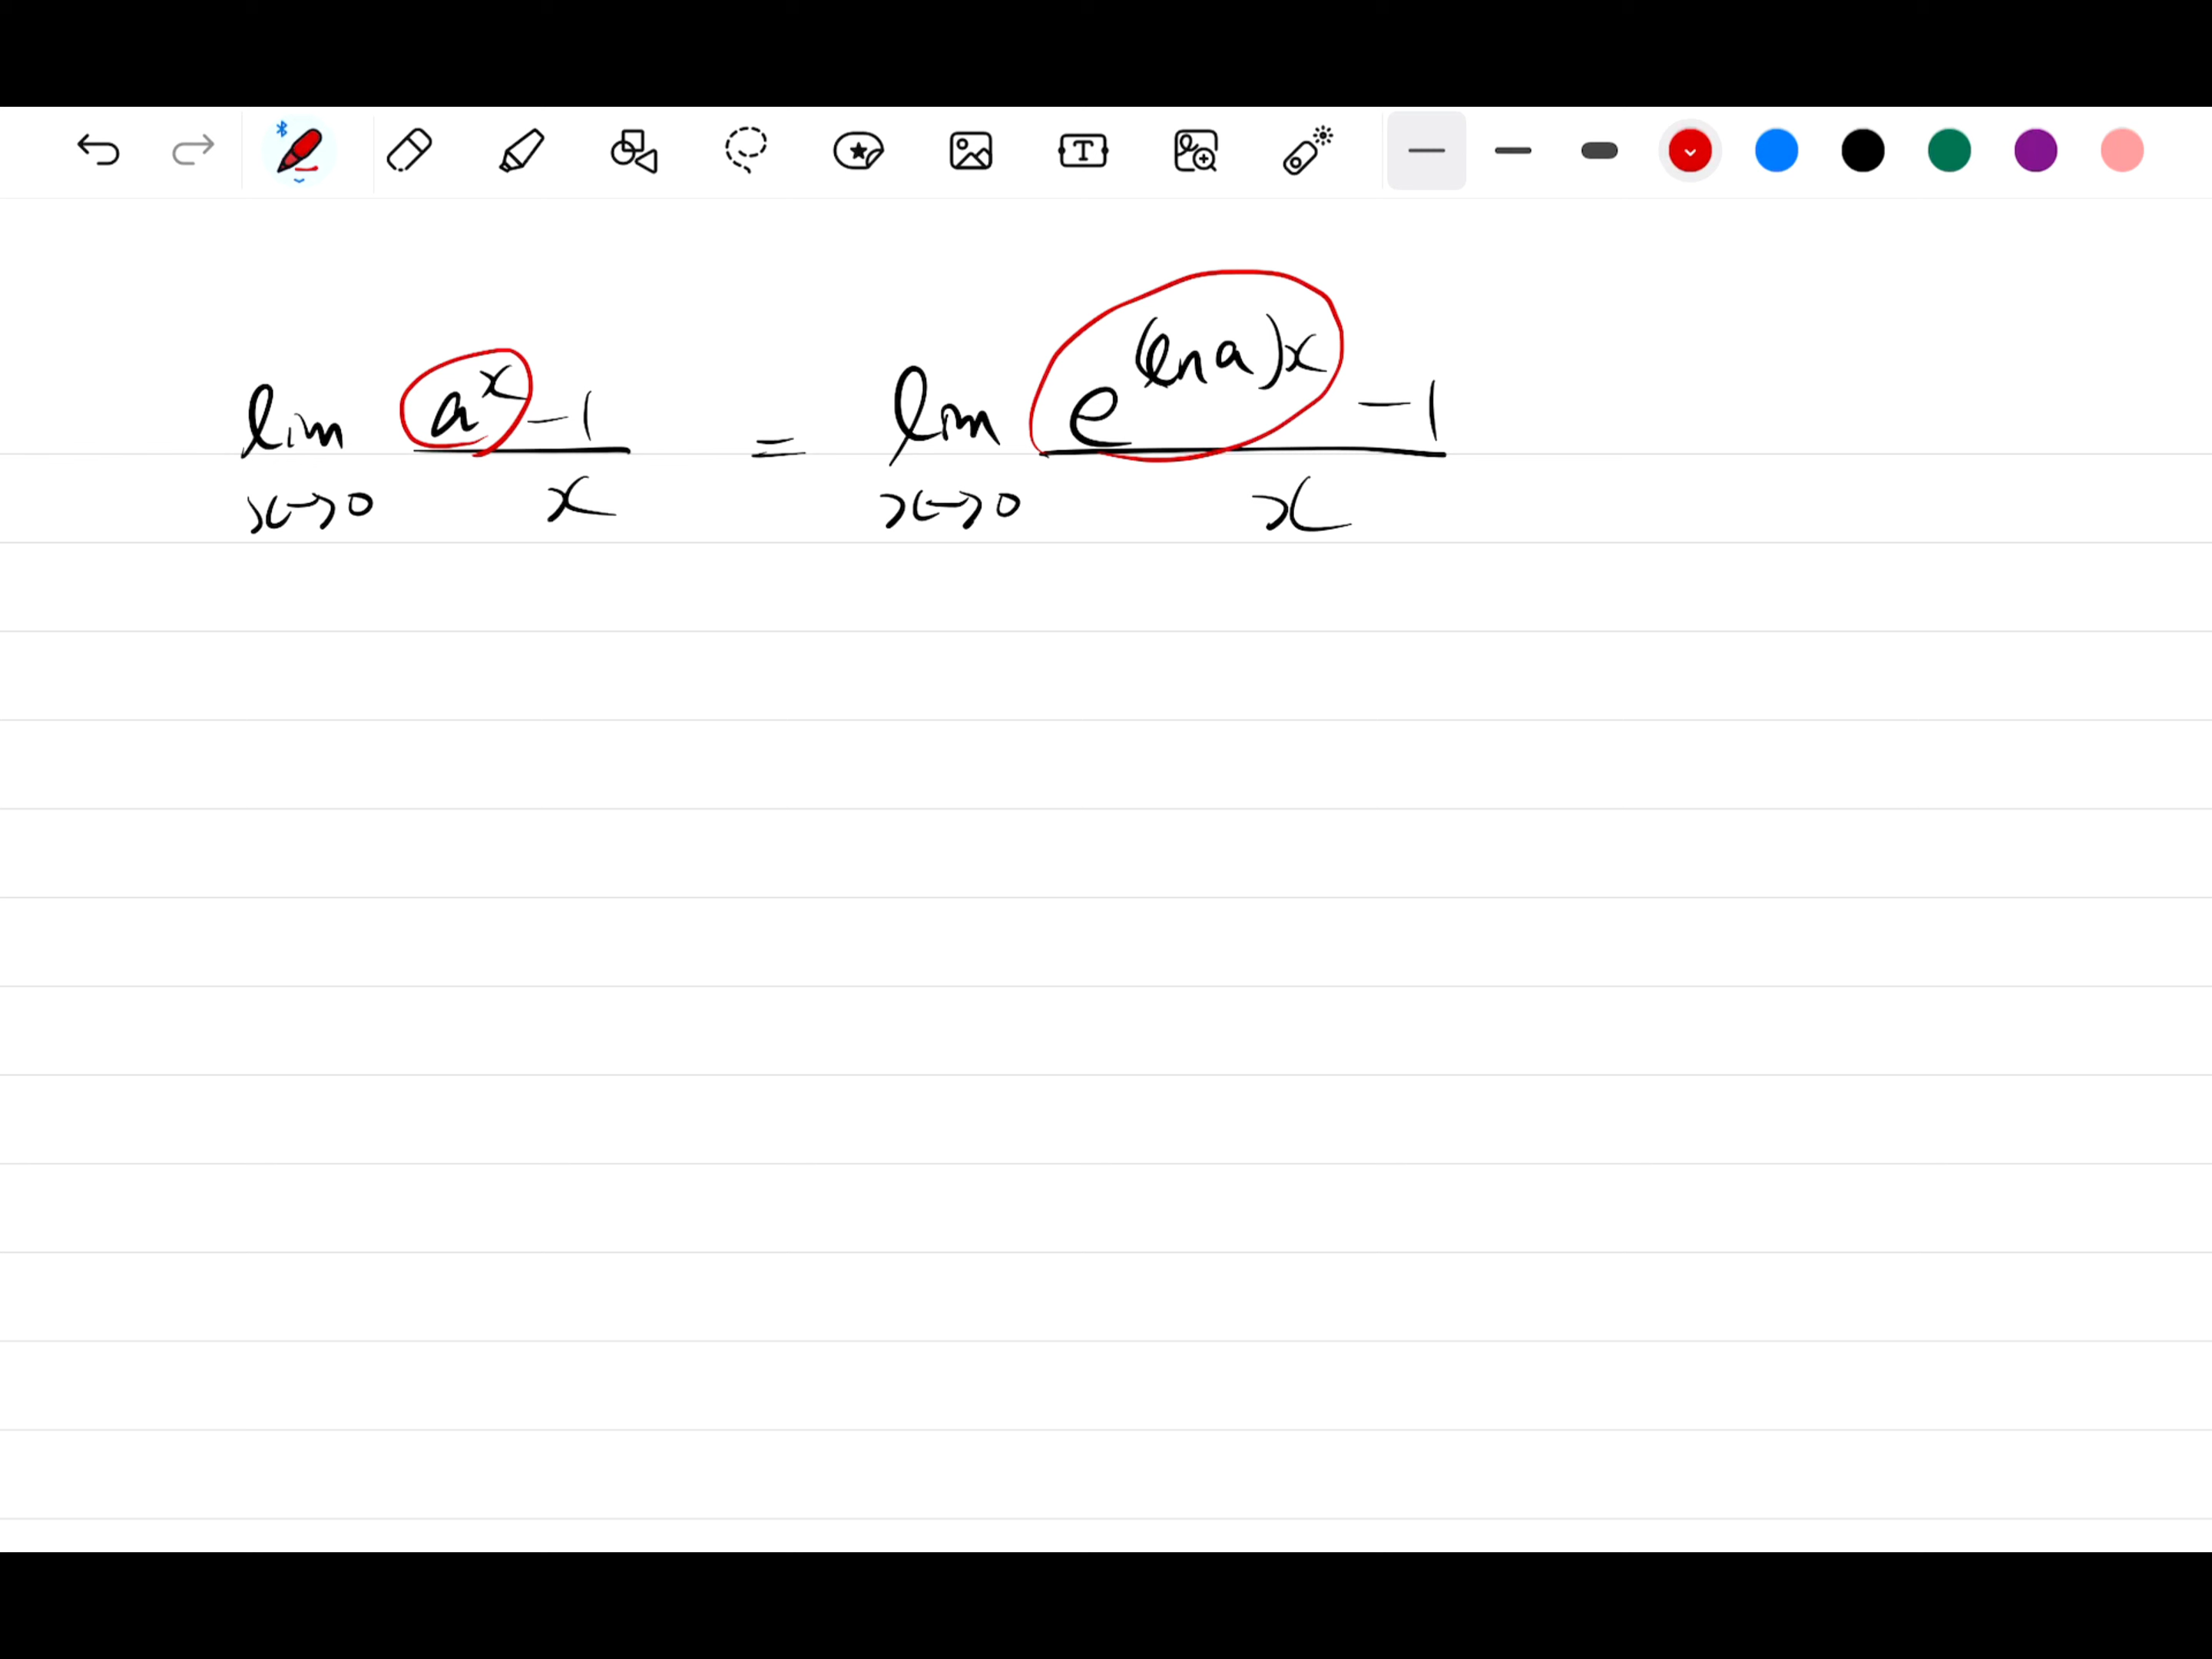 lim a^x - 1 = lim e^(ln a)x - 1
x→0 x x→0 x